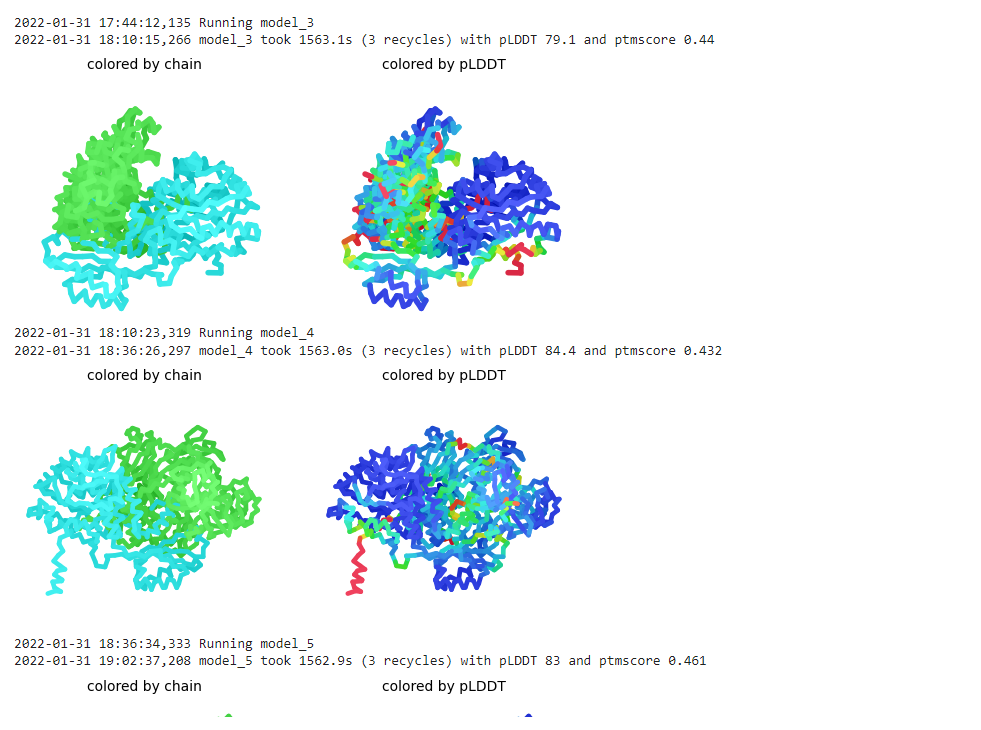 2022-01-31 17:44:12,135 Running model_3
2022-01-31 18:10:15,266 model_3 took 1563.1s (3 recycles) with pLDDT 79.1 and ptmscore 0.44
colored by chain colored by pLDDT
2022-01-31 18:10:23,319 Running model_4
2022-01-31 18:36:26,297 model_4 took 1563.0s (3 recycles) with pLDDT 84.4 and ptmscore 0.432
colored by chain colored by pLDDT
2022-01-31 18:36:34,333 Running model_5
2022-01-31 19:02:37,208 model_5 took 1562.9s (3 recycles) with pLDDT 83 and ptmscore 0.461
colored by chain colored by pLDDT